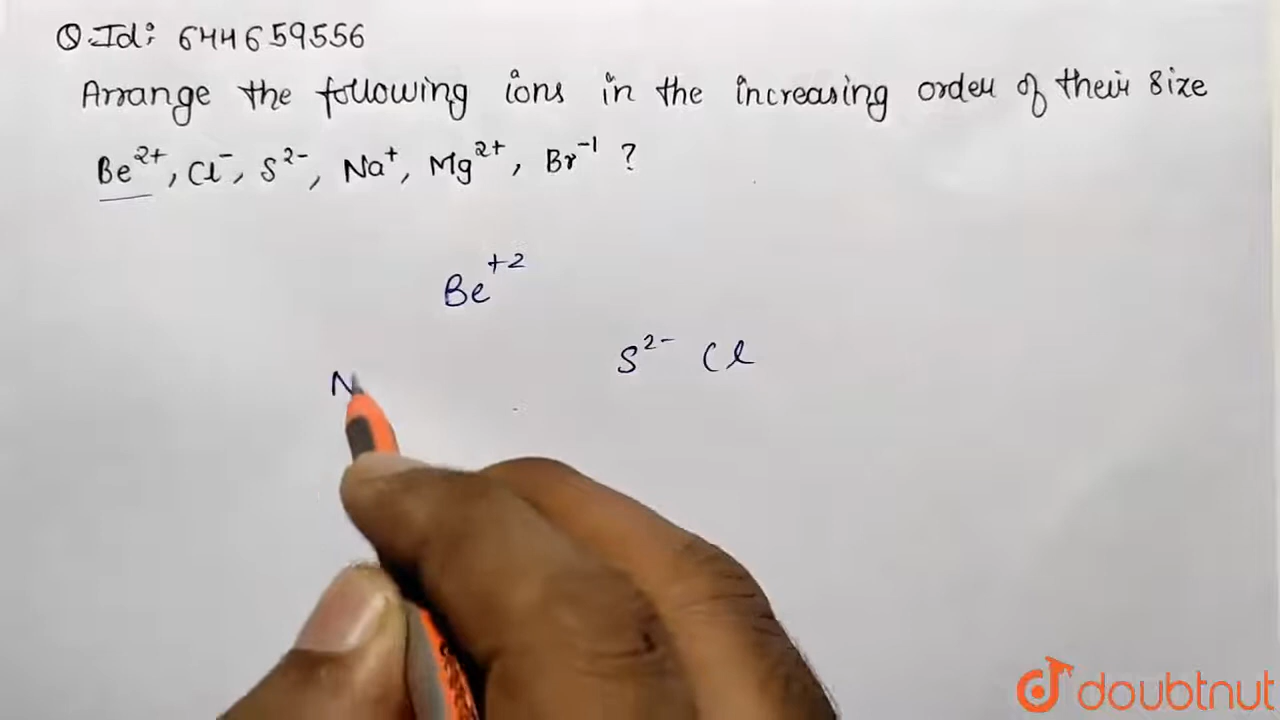 Q.Id: 644659556
Arrange the following ions in the increasing order of their size
Be²⁺, Cl⁻, S²⁻, Na⁺, Mg²⁺, Br⁻¹ ?
Be⁺²
S²⁻ Cl
N
doubtnut